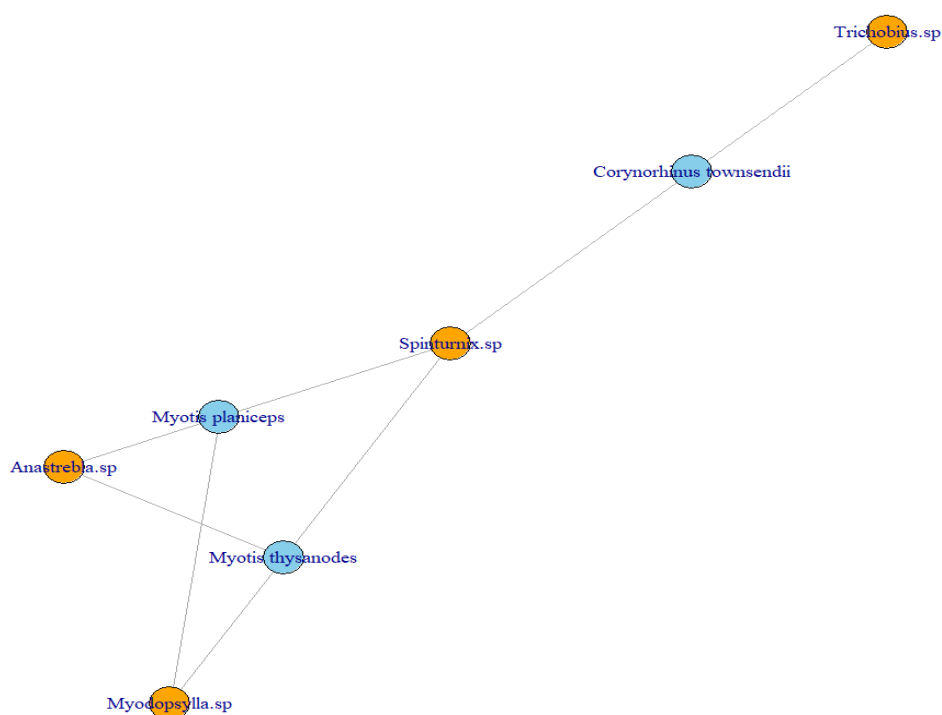 Trichobius.sp
Corynorhinus townsendii
Spinturnix.sp
Myotis planiceps
Anastrebia.sp
Myotis thysanodes
Myodopsylla.sp